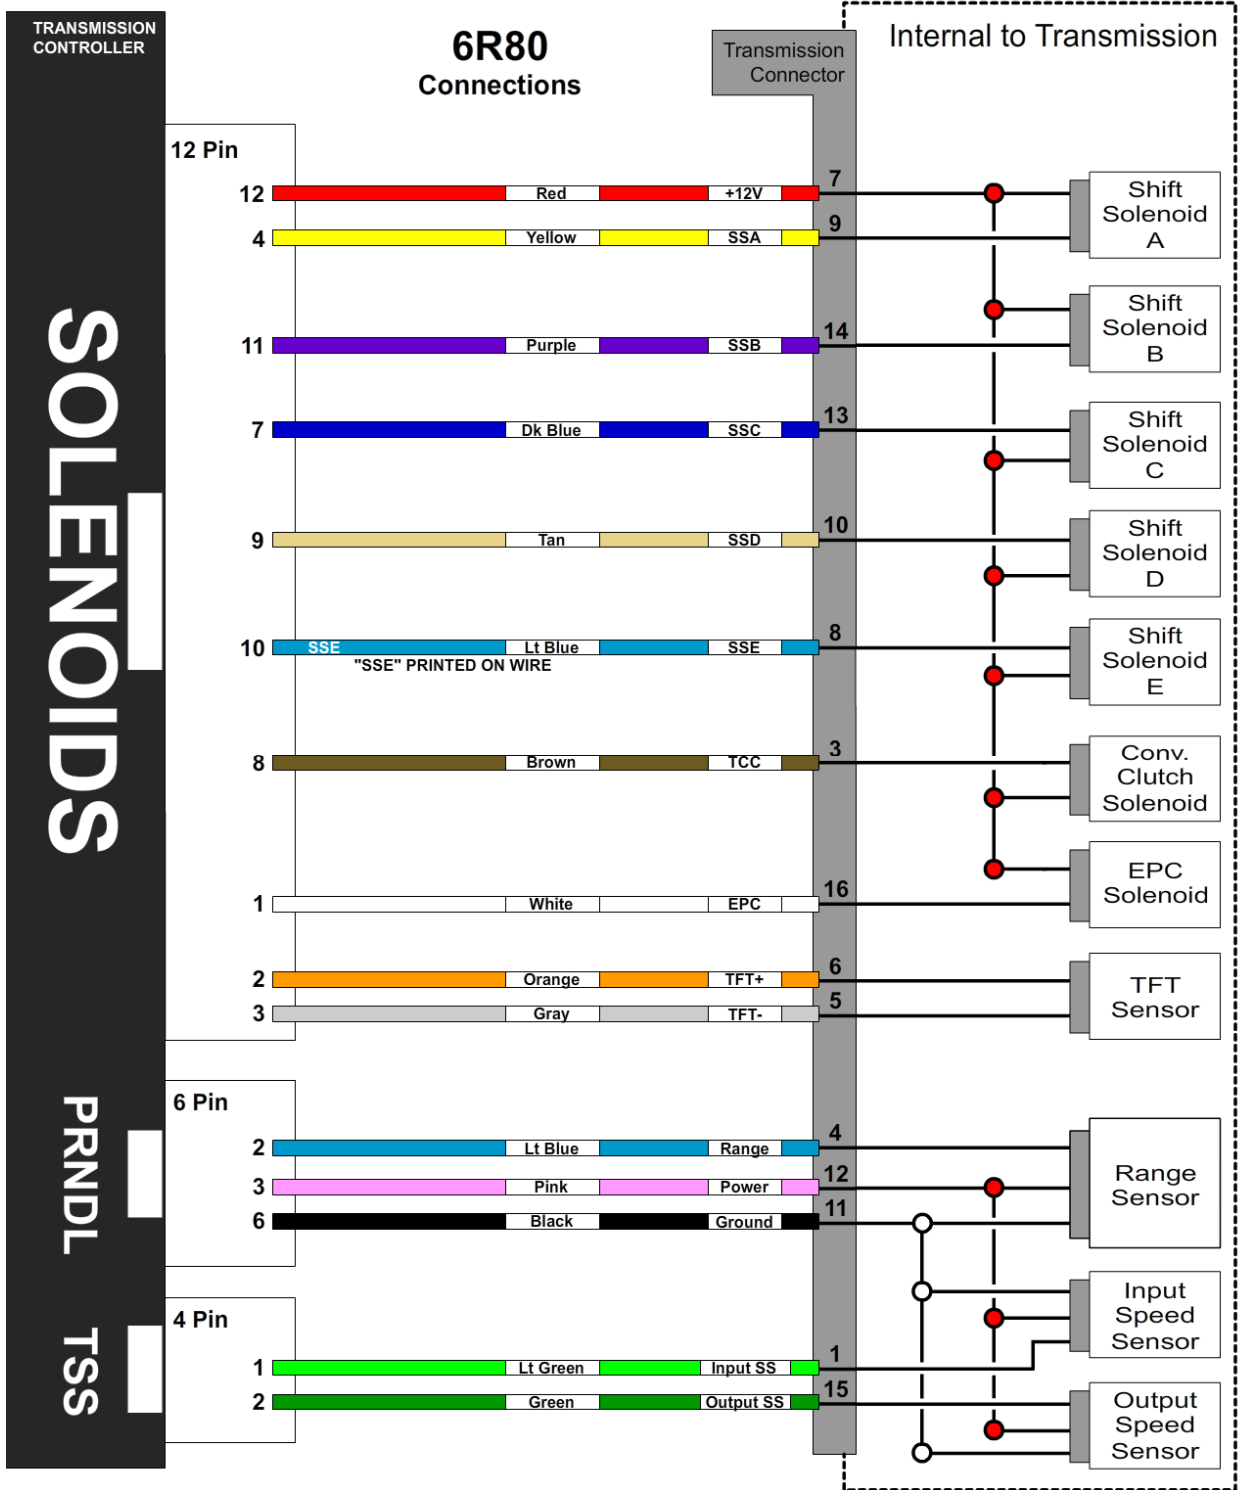 TRANSMISSION
CONTROLLER
6R80
Connections
Transmission
Connector
Internal to Transmission
SOLENOIDS
12 Pin
12 Red +12V 7
4 Yellow SSA 9
Shift
Solenoid
A
11 Purple SSB 14
Shift
Solenoid
B
7 Dk Blue SSC 13
Shift
Solenoid
C
9 Tan SSD 10
Shift
Solenoid
D
10 SSE Lt Blue SSE 8
"SSE" PRINTED ON WIRE
Shift
Solenoid
E
8 Brown TCC 3
Conv.
Clutch
Solenoid
1 White EPC 16
EPC
Solenoid
2 Orange TFT+ 6
3 Gray TFT- 5
TFT
Sensor
PRNDL
6 Pin
2 Lt Blue Range 4
3 Pink Power 12
6 Black Ground 11
Range
Sensor
TSS
4 Pin
1 Lt Green Input SS 1
Input
Speed
Sensor
2 Green Output SS 15
Output
Speed
Sensor